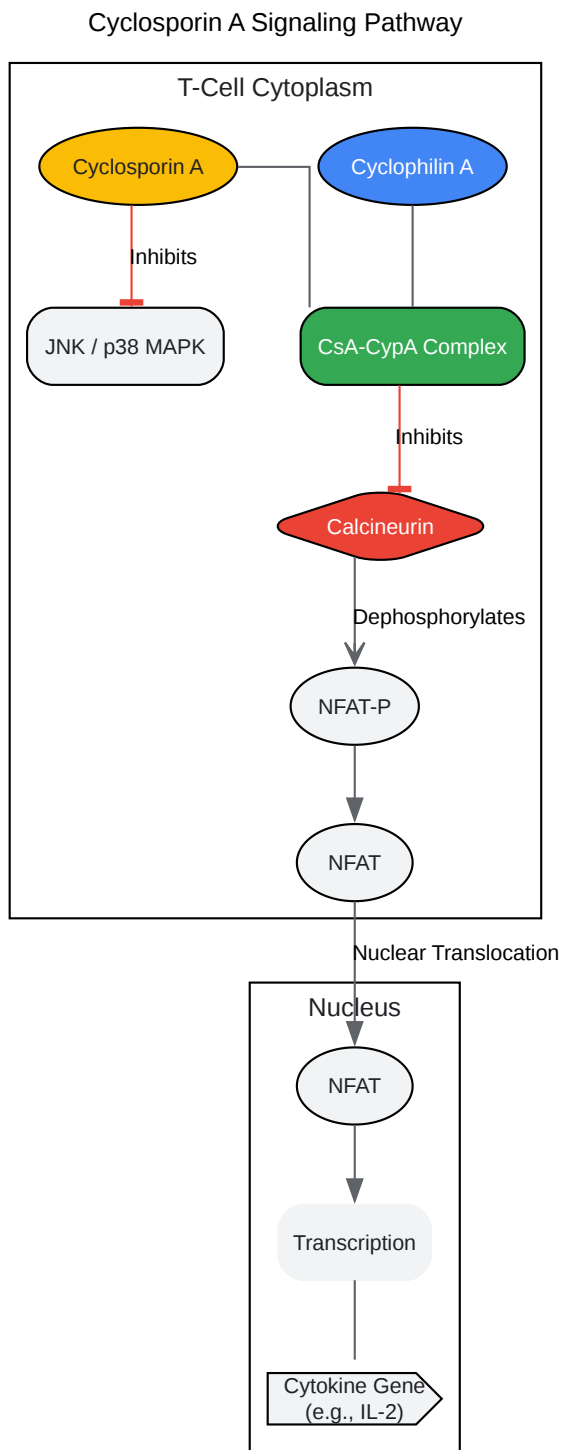 Cyclosporin A Signaling Pathway
T-Cell Cytoplasm
Cyclosporin A
Cyclophilin A
Inhibits
JNK / p38 MAPK
CsA-CypA Complex
Inhibits
Calcineurin
Dephosphorylates
NFAT-P
NFAT
Nuclear Translocation
Nucleus
NFAT
Transcription
Cytokine Gene
(e.g., IL-2)